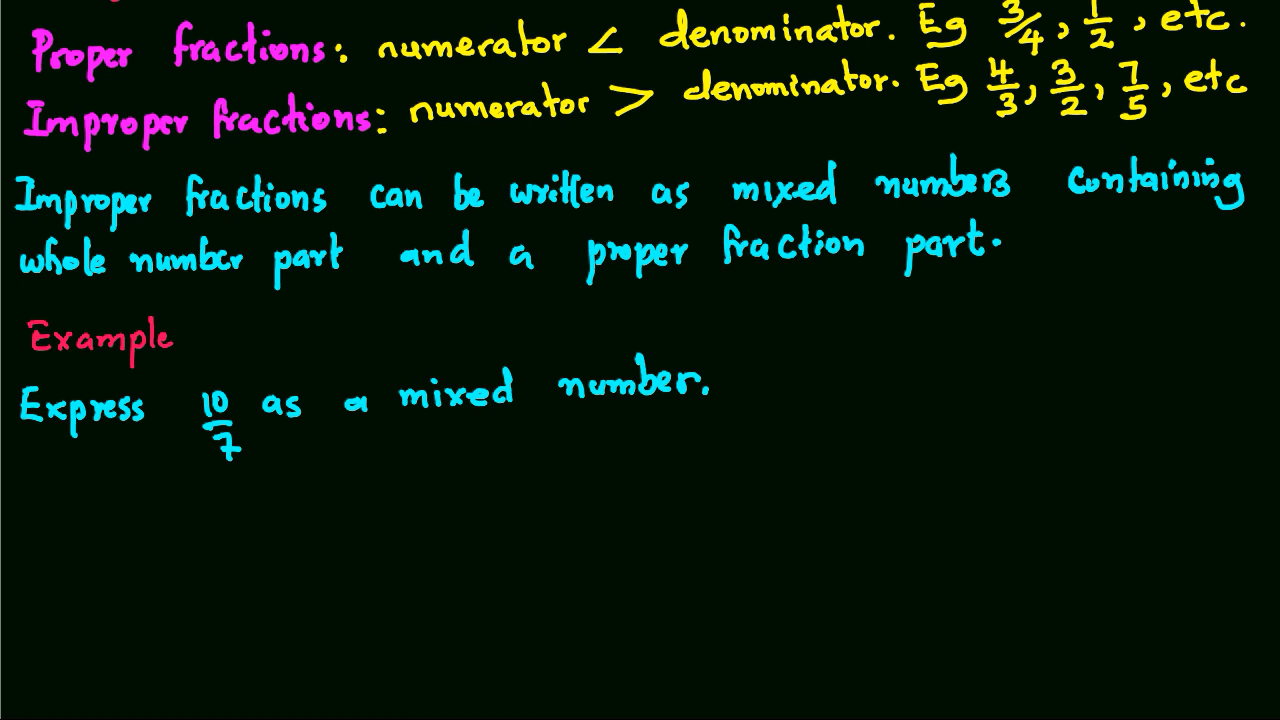 Proper fractions: numerator < denominator. Eg 3/4, 1/2, etc.
Improper fractions: numerator > denominator. Eg 4/3, 3/2, 7/5, etc
Improper fractions can be written as mixed numbers containing
whole number part and a proper fraction part.
Example
Express 10/7 as a mixed number.